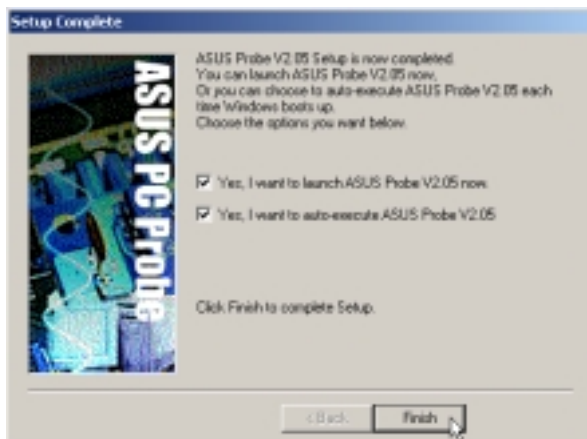 Setup Complete
ASUS PC Probe
ASUS Probe V2.05 Setup is now completed.
You can launch ASUS Probe V2.05 now,
Or you can choose to auto-execute ASUS Probe V2.05 each
time Windows boots up.
Choose the options you want below.
Yes, I want to launch ASUS Probe V2.05 now.
Yes, I want to auto-execute ASUS Probe V2.05
Click Finish to complete Setup.
< Back
Finish